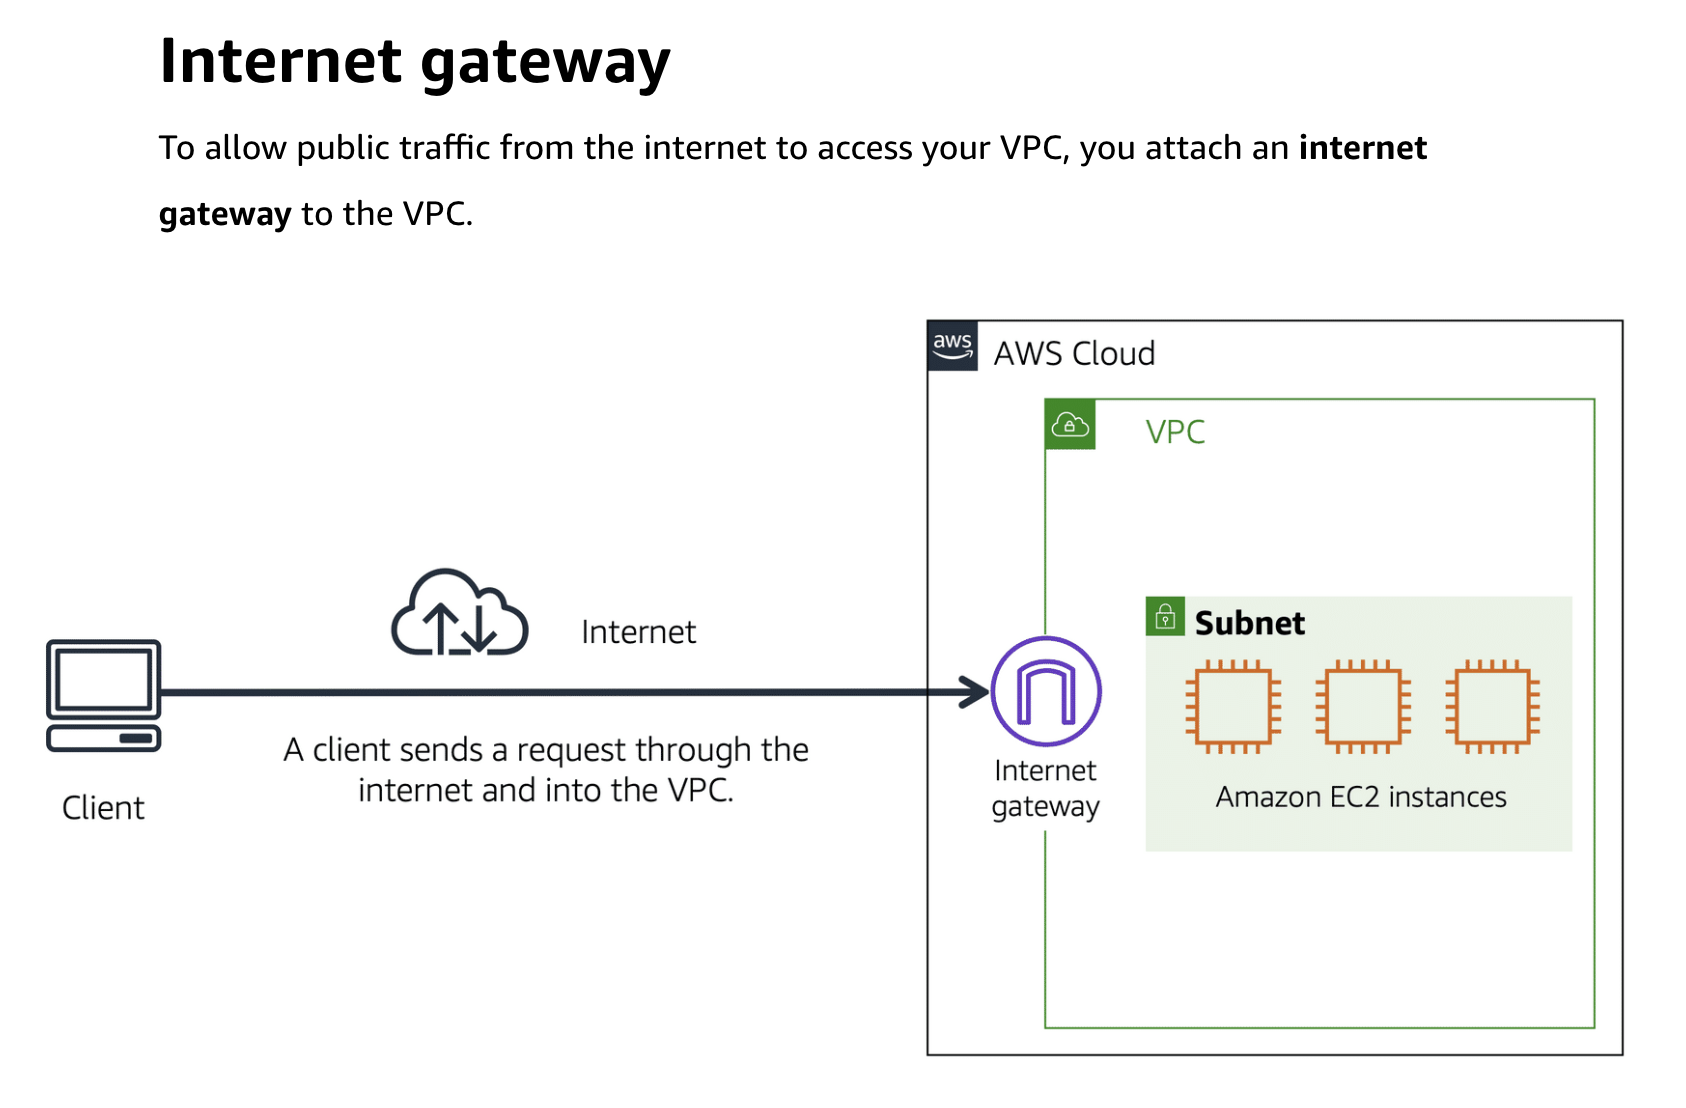 Internet gateway
To allow public traffic from the internet to access your VPC, you attach an internet
gateway to the VPC.
aws
AWS Cloud
VPC
Internet
Subnet
A client sends a request through the
internet and into the VPC.
Client
Internet
gateway
Amazon EC2 instances